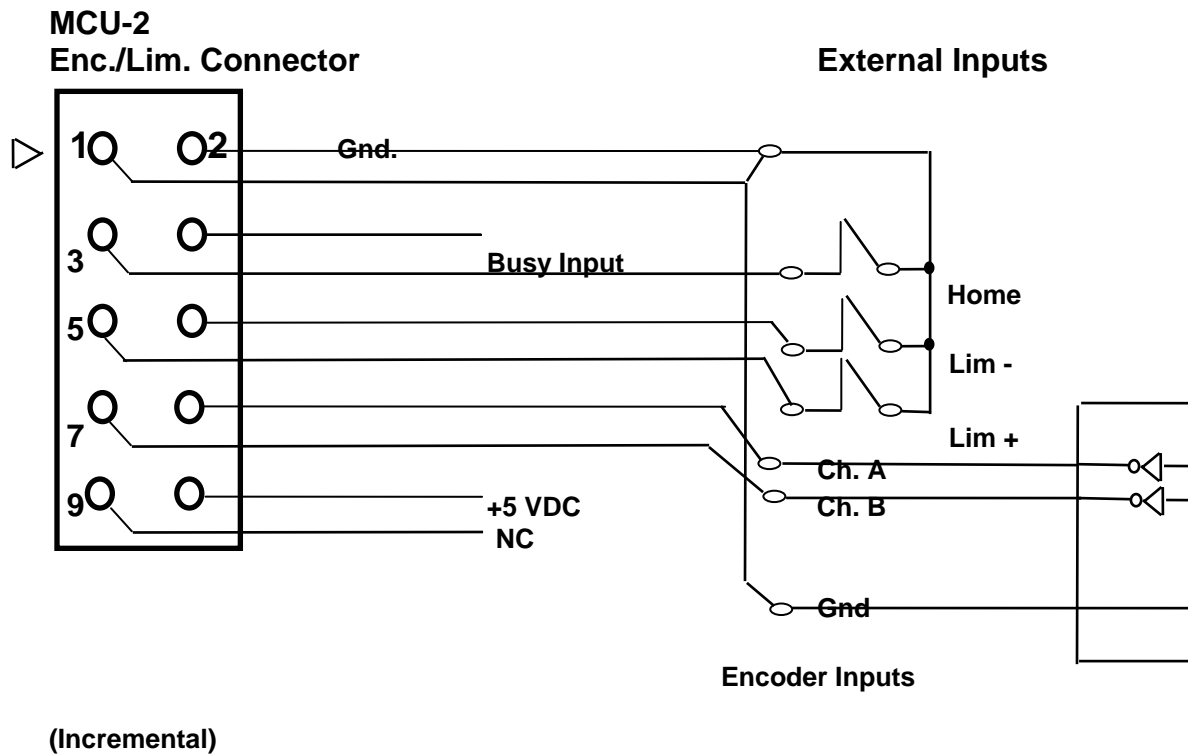 MCU-2
Enc./Lim. Connector
External Inputs
1
2
Gnd.
3
Busy Input
Home
5
Lim -
7
Lim +
Ch. A
9
+5 VDC
Ch. B
NC
Gnd
Encoder Inputs
(Incremental)